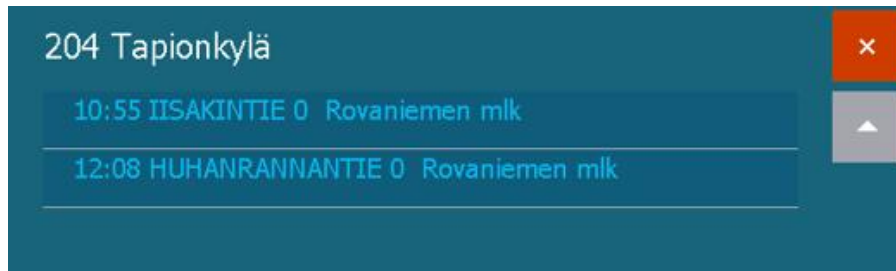 204 Tapionkylä
10:55 IISAKINTIE 0 Rovaniemen mlk
12:08 HUHANRANNANTIE 0 Rovaniemen mlk